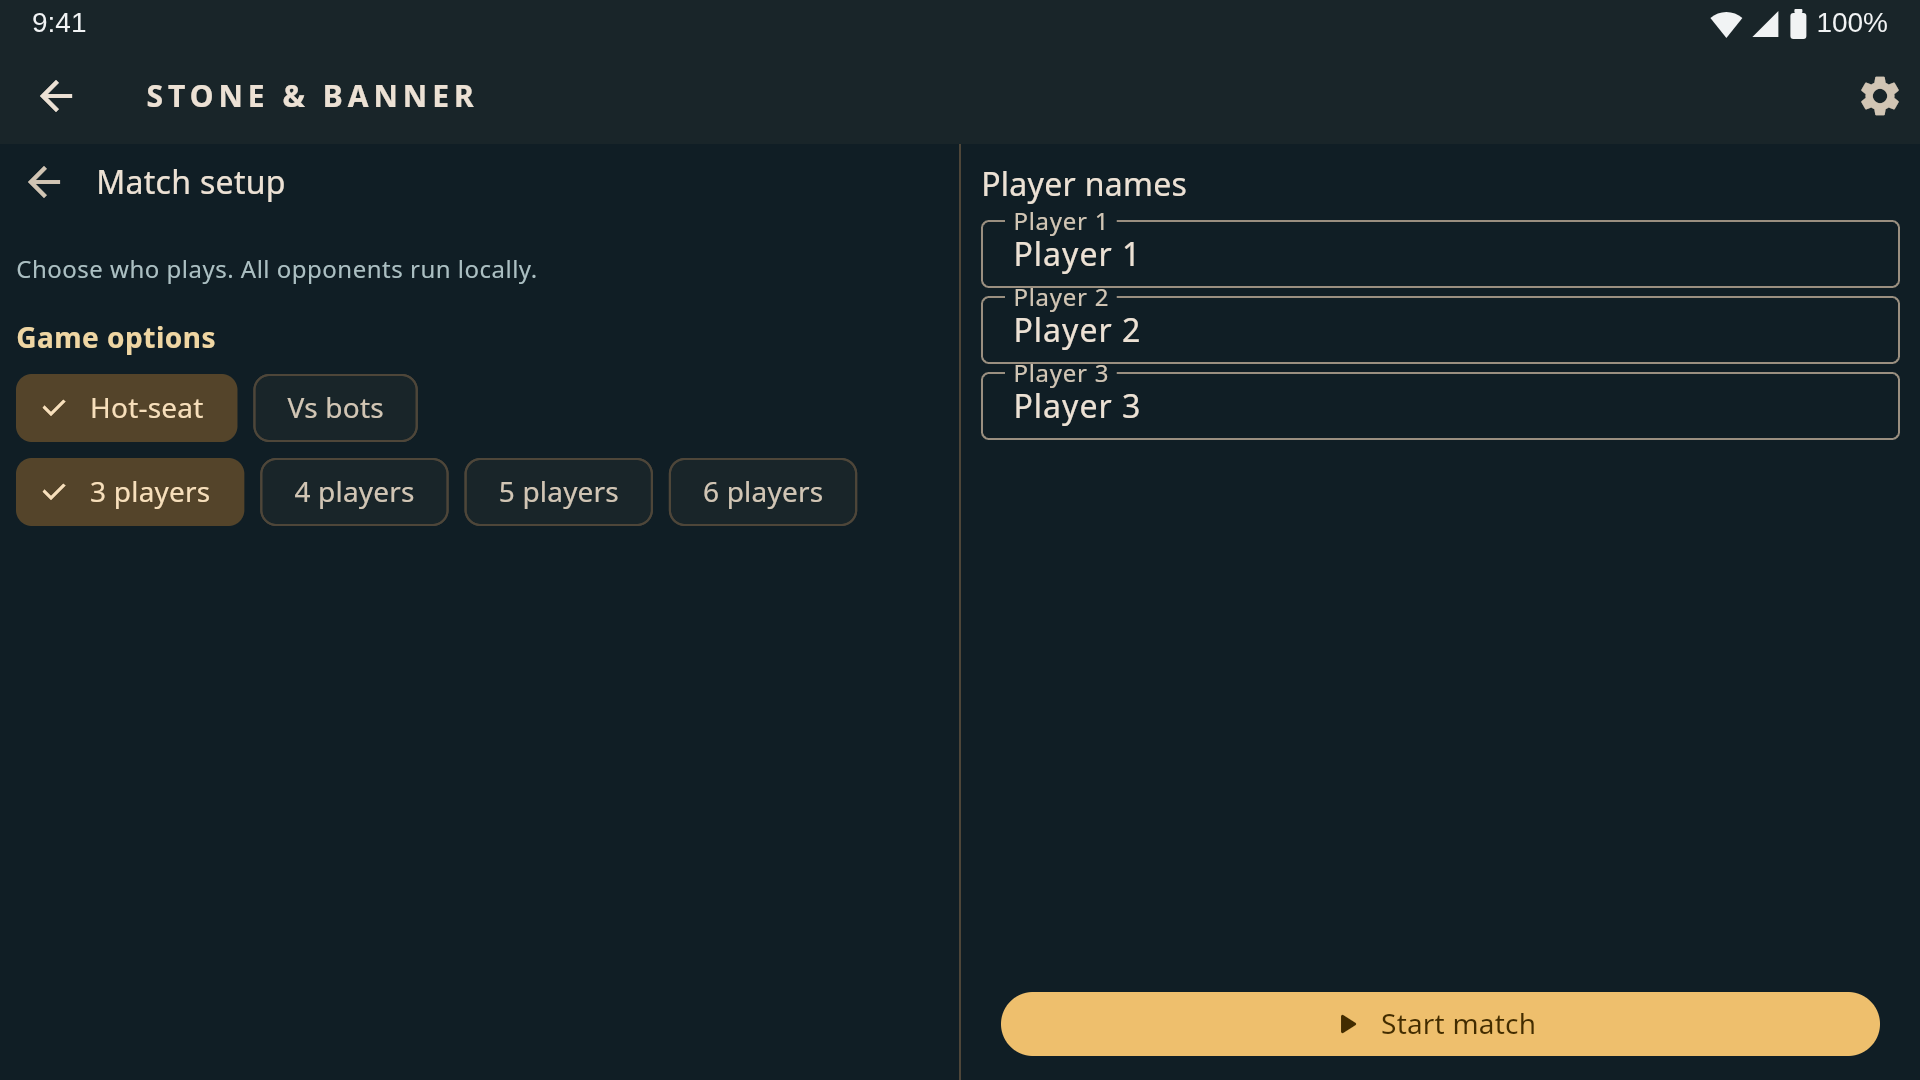 9:41
100%
STONE & BANNER
Match setup
Choose who plays. All opponents run locally.
Game options
Hot-seat
Vs bots
3 players
4 players
5 players
6 players
Player names
Player 1
Player 1
Player 2
Player 2
Player 3
Player 3
Start match